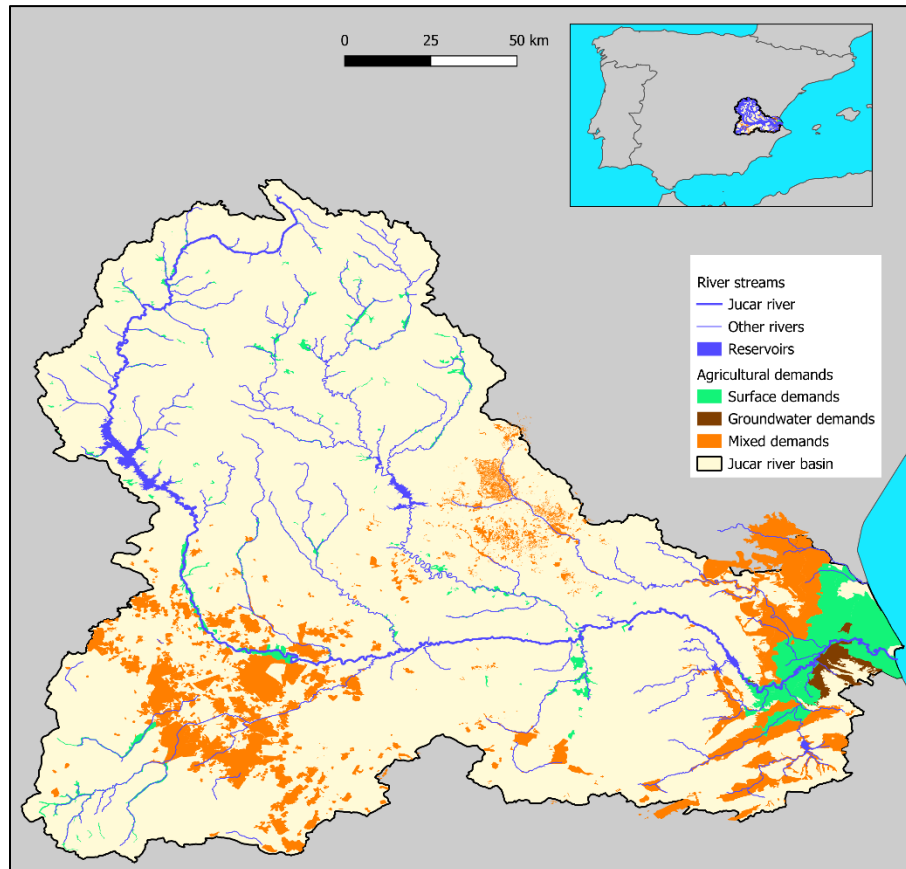 0 25 50 km
River streams
Jucar river
Other rivers
Reservoirs
Agricultural demands
Surface demands
Groundwater demands
Mixed demands
Jucar river basin